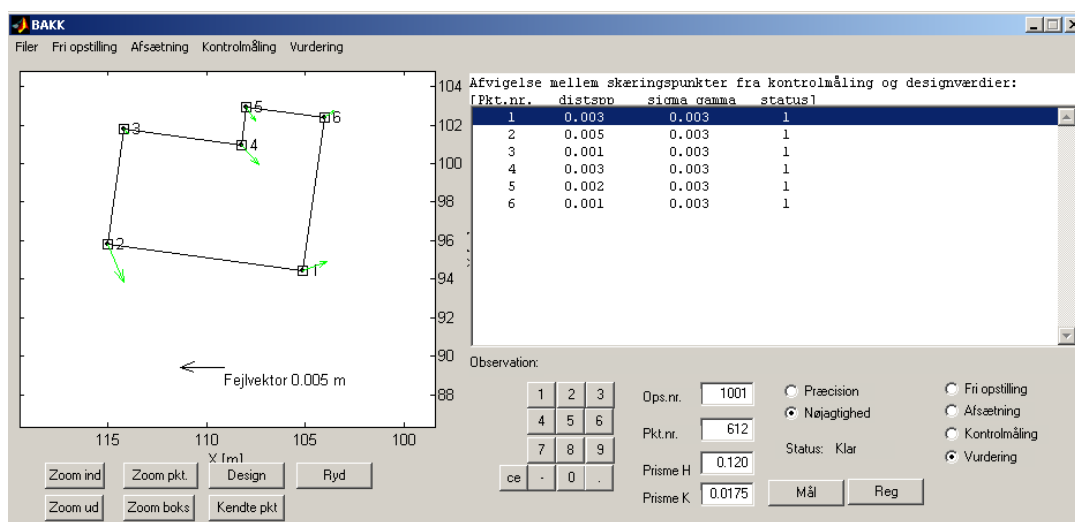 BAKK
Filer Fri opstilling Afsætning Kontrolmåling Vurdering
104
102
100
98
96
94
92
90
88
5
6
3
4
2
1
Fejlvektor 0.005 m
115 110 105 100
X [m]
Zoom ind Zoom pkt. Design Ryd
Zoom ud Zoom boks Kendte pkt
Afvigelse mellem skæringspunkter fra kontrolmåling og designværdier:
[Pkt.nr. distspp sigma gamma status]
1 0.003 0.003 1
2 0.005 0.003 1
3 0.001 0.003 1
4 0.003 0.003 1
5 0.002 0.003 1
6 0.001 0.003 1
Observation:
1 2 3
4 5 6
7 8 9
ce - 0 .
Ops.nr. 1001
Pkt.nr. 612
Prisme H 0.120
Prisme K 0.0175
Præcision
Nøjagtighed
Status: Klar
Mål Reg
Fri opstilling
Afsætning
Kontrolmåling
Vurdering